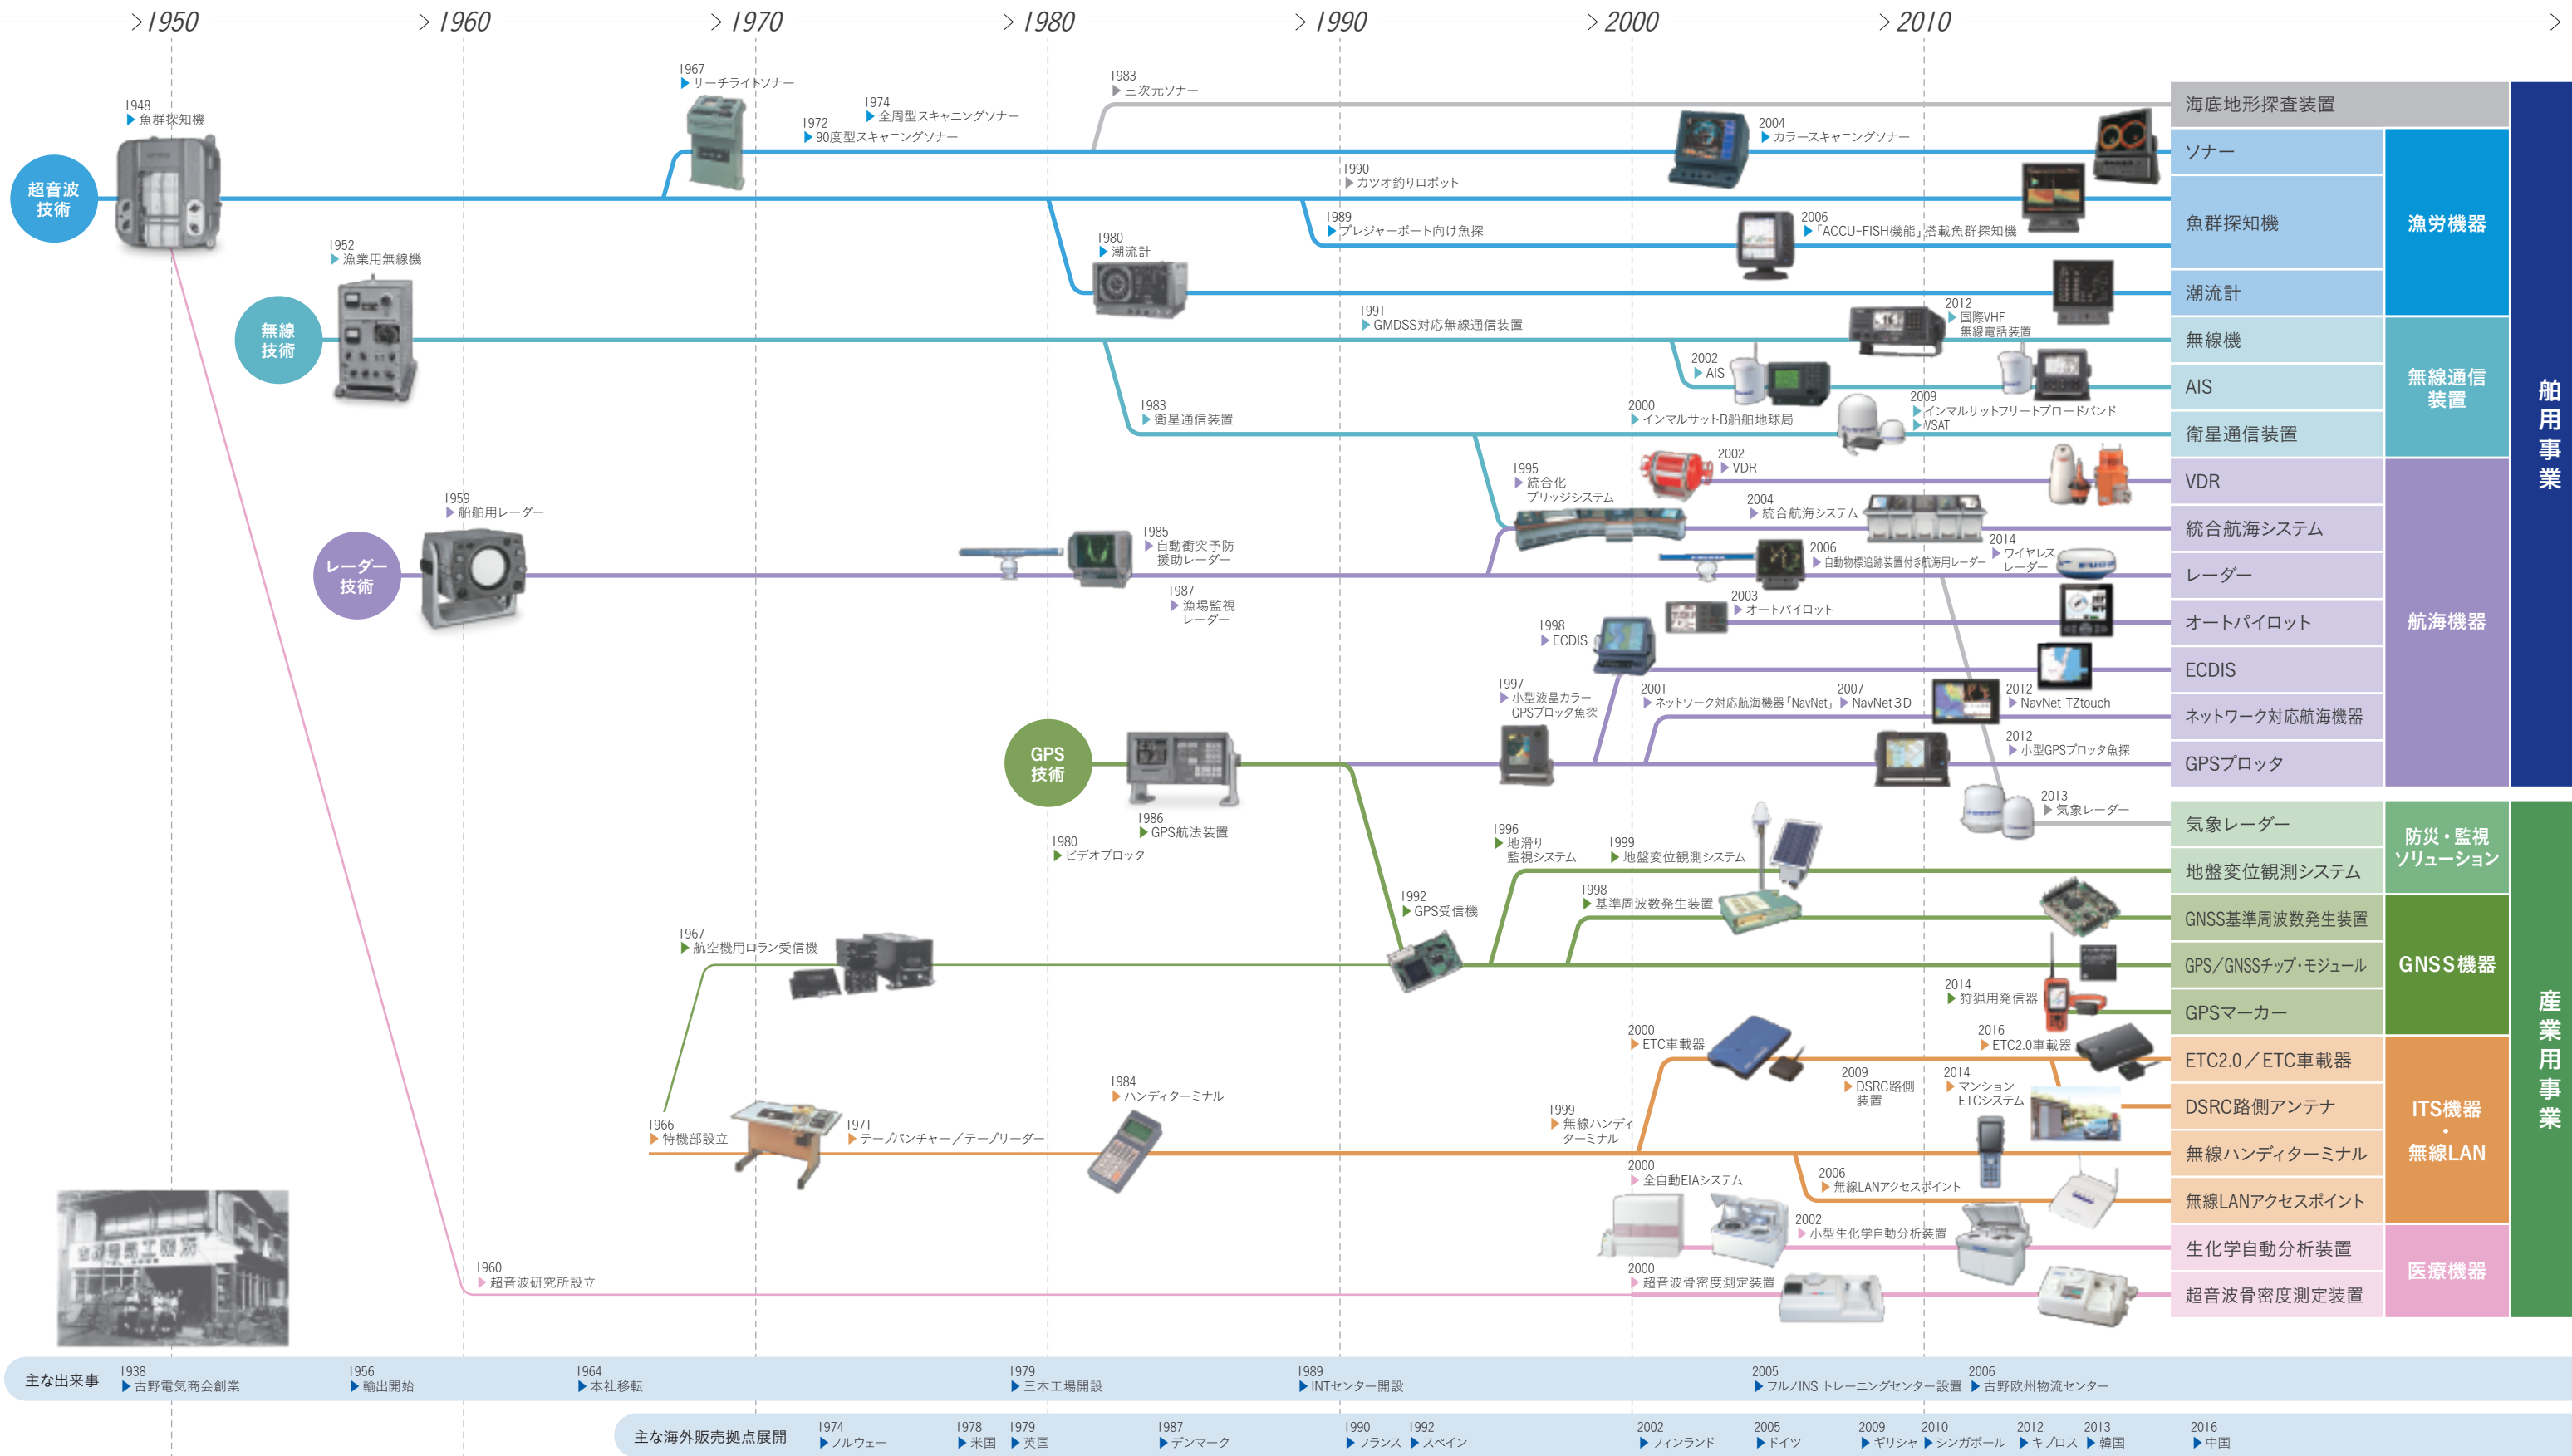 1950
1960
1970
1980
1990
2000
2010
1948
魚群探知機
超音波
技術
1967
サーチライトソナー
1972
90度型スキャニングソナー
1974
全周型スキャニングソナー
1983
三次元ソナー
2004
カラースキャニングソナー
1990
カツオ釣りロボット
1989
プレジャーボート向け魚探
2006
「ACCU-FISH機能」搭載魚群探知機
1980
潮流計
1952
漁業用無線機
無線
技術
1991
GMDSS対応無線通信装置
2012
国際VHF
無線電話装置
2002
AIS
1983
衛星通信装置
2000
インマルサットB船舶地球局
2009
インマルサットフリートブロードバンド
VSAT
1995
統合化
ブリッジシステム
2002
VDR
2004
統合航海システム
1959
船舶用レーダー
レーダー
技術
1985
自動衝突予防
援助レーダー
1987
漁場監視
レーダー
2006
自動物標追跡装置付き航海用レーダー
2014
ワイヤレス
レーダー
2003
オートパイロット
1998
ECDIS
1997
小型液晶カラー
GPSプロッタ魚探
2001
ネットワーク対応航海機器「NavNet」
2007
NavNet3D
2012
NavNet TZtouch
GPS
技術
2012
小型GPSプロッタ魚探
1986
GPS航法装置
1980
ビデオプロッタ
2013
気象レーダー
1996
地滑り
監視システム
1999
地盤変位観測システム
1992
GPS受信機
1998
基準周波数発生装置
1967
航空機用ロラン受信機
2014
狩猟用発信器
2000
ETC車載器
2016
ETC2.0車載器
2009
DSRC路側
装置
2014
マンション
ETCシステム
1966
特機部設立
1971
テープパンチャー／テープリーダー
1984
ハンディターミナル
1999
無線ハンディ
ターミナル
2000
全自動EIAシステム
2006
無線LANアクセスポイント
2002
小型生化学自動分析装置
1960
超音波研究所設立
2000
超音波骨密度測定装置
海底地形探査装置
ソナー
魚群探知機
潮流計
無線機
AIS
衛星通信装置
VDR
統合航海システム
レーダー
オートパイロット
ECDIS
ネットワーク対応航海機器
GPSプロッタ
気象レーダー
地盤変位観測システム
GNSS基準周波数発生装置
GPS／GNSSチップ・モジュール
GPSマーカー
ETC2.0／ETC車載器
DSRC路側アンテナ
無線ハンディターミナル
無線LANアクセスポイント
生化学自動分析装置
超音波骨密度測定装置
漁労機器
無線通信
装置
航海機器
防災・監視
ソリューション
GNSS機器
ITS機器
・
無線LAN
医療機器
舶用事業
産業用事業
主な出来事
1938
古野電気商会創業
1956
輸出開始
1964
本社移転
1979
三木工場開設
1989
INTセンター開設
2005
フルノINS トレーニングセンター設置
2006
古野欧州物流センター
主な海外販売拠点展開
1974
ノルウェー
1978
米国
1979
英国
1987
デンマーク
1990
フランス
1992
スペイン
2002
フィンランド
2005
ドイツ
2009
ギリシャ
2010
シンガポール
2012
キプロス
2013
韓国
2016
中国